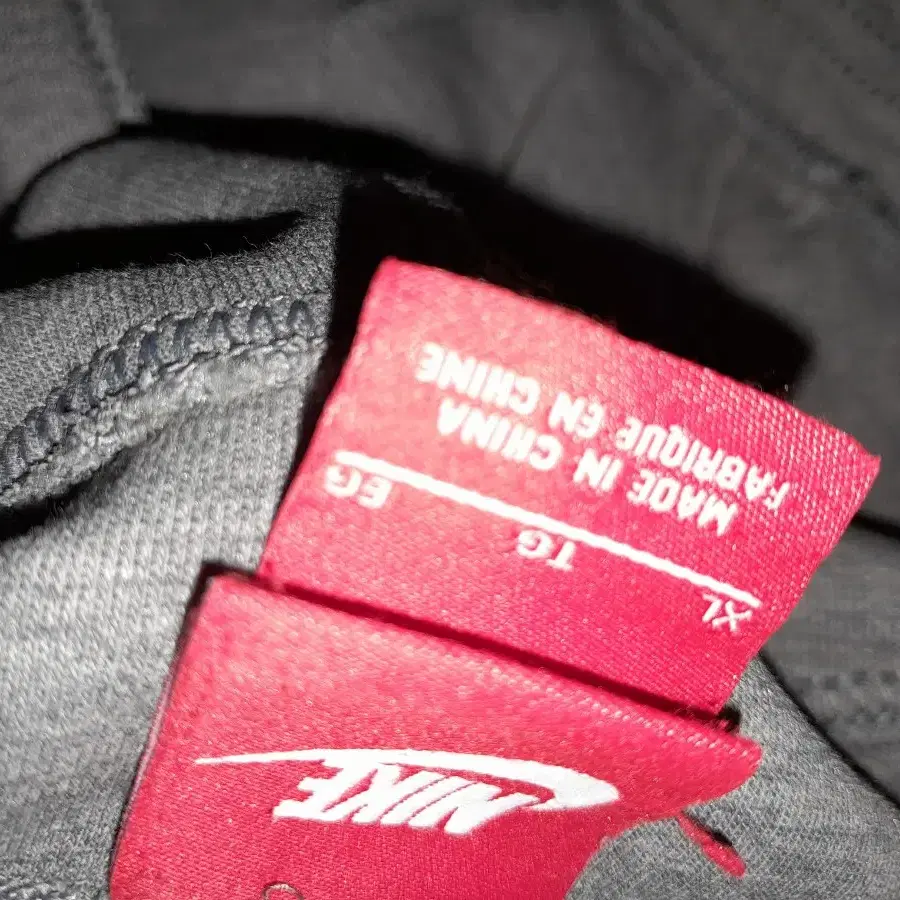 NIKE
XL TG EG
MADE IN CHINA
FABRIQUÉ EN CHINE